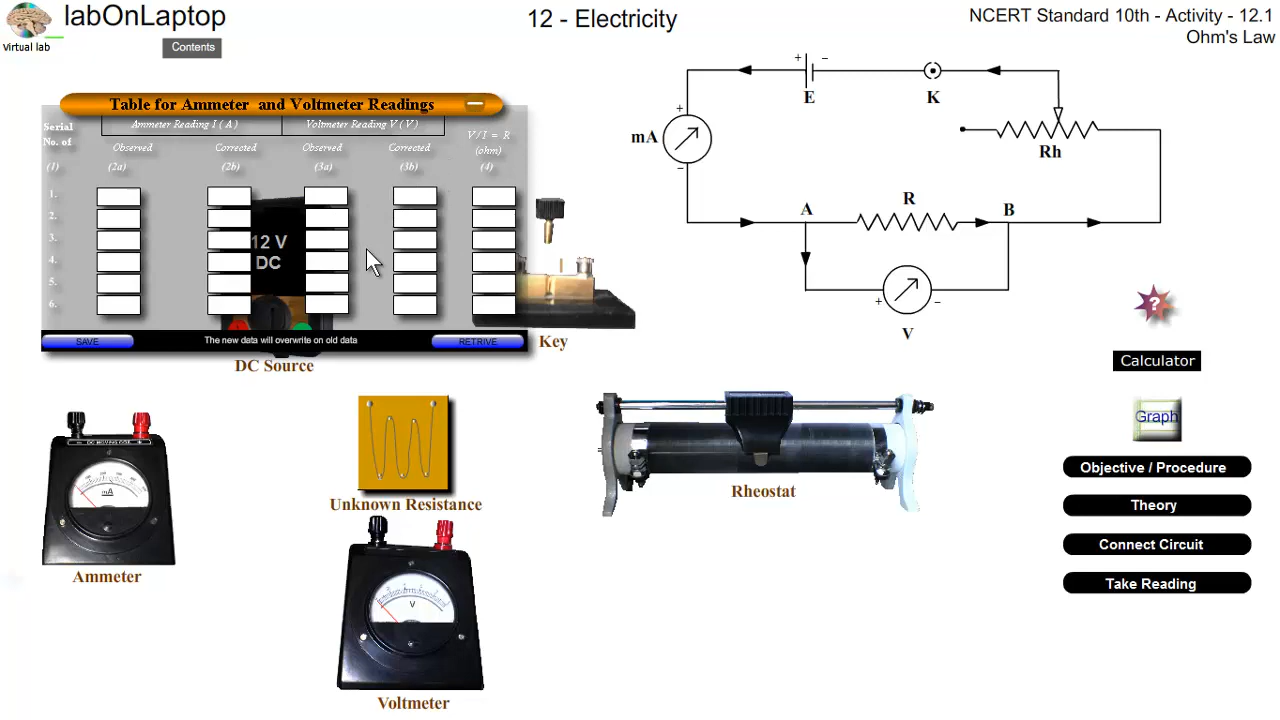 labOnLaptop
virtual lab
Contents
12 - Electricity
NCERT Standard 10th - Activity - 12.1
Ohm's Law
Table for Ammeter and Voltmeter Readings
Serial No. of
Ammeter Reading I ( A )
Voltmeter Reading V ( V )
V / I = R (ohm)
Observed
Corrected
Observed
Corrected
(1) (2a) (2b) (3a) (3b) (4)
1.
2.
3.
4.
5.
6.
12 V
DC
SAVE
The new data will overwrite on old data
RETRIVE
DC Source
Key
+ −
E
K
+
mA
−
Rh
A
R
B
+
−
V
?
Calculator
Graph
Objective / Procedure
Theory
Connect Circuit
Take Reading
mA
Ammeter
Unknown Resistance
Rheostat
V
Voltmeter